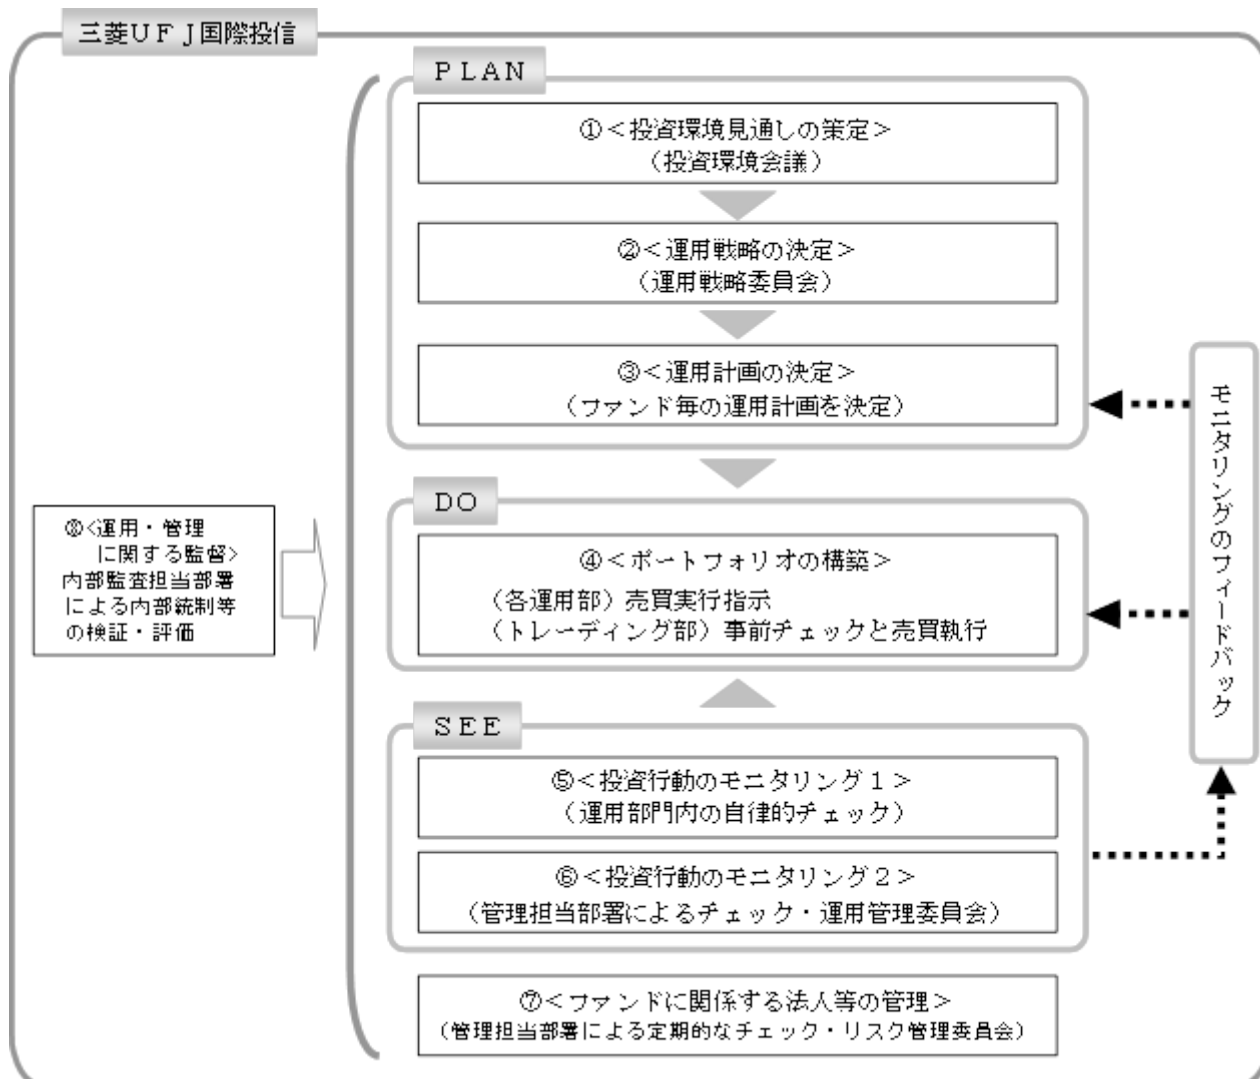 三菱ＵＦＪ国際投信
ＰＬＡＮ
①＜投資環境見通しの策定＞
（投資環境会議）
②＜運用戦略の決定＞
（運用戦略委員会）
③＜運用計画の決定＞
（ファンド毎の運用計画を決定）
ＤＯ
④＜ポートフォリオの構築＞
（各運用部）売買実行指示
（トレーディング部）事前チェックと売買執行
ＳＥＥ
⑤＜投資行動のモニタリング１＞
（運用部門内の自律的チェック）
⑥＜投資行動のモニタリング２＞
（管理担当部署によるチェック・運用管理委員会）
⑦＜ファンドに関係する法人等の管理＞
（管理担当部署による定期的なチェック・リスク管理委員会）
⑧<運用・管理
に関する監督>
内部監査担当部署
による内部統制等
の検証・評価
モニタリングのフィードバック